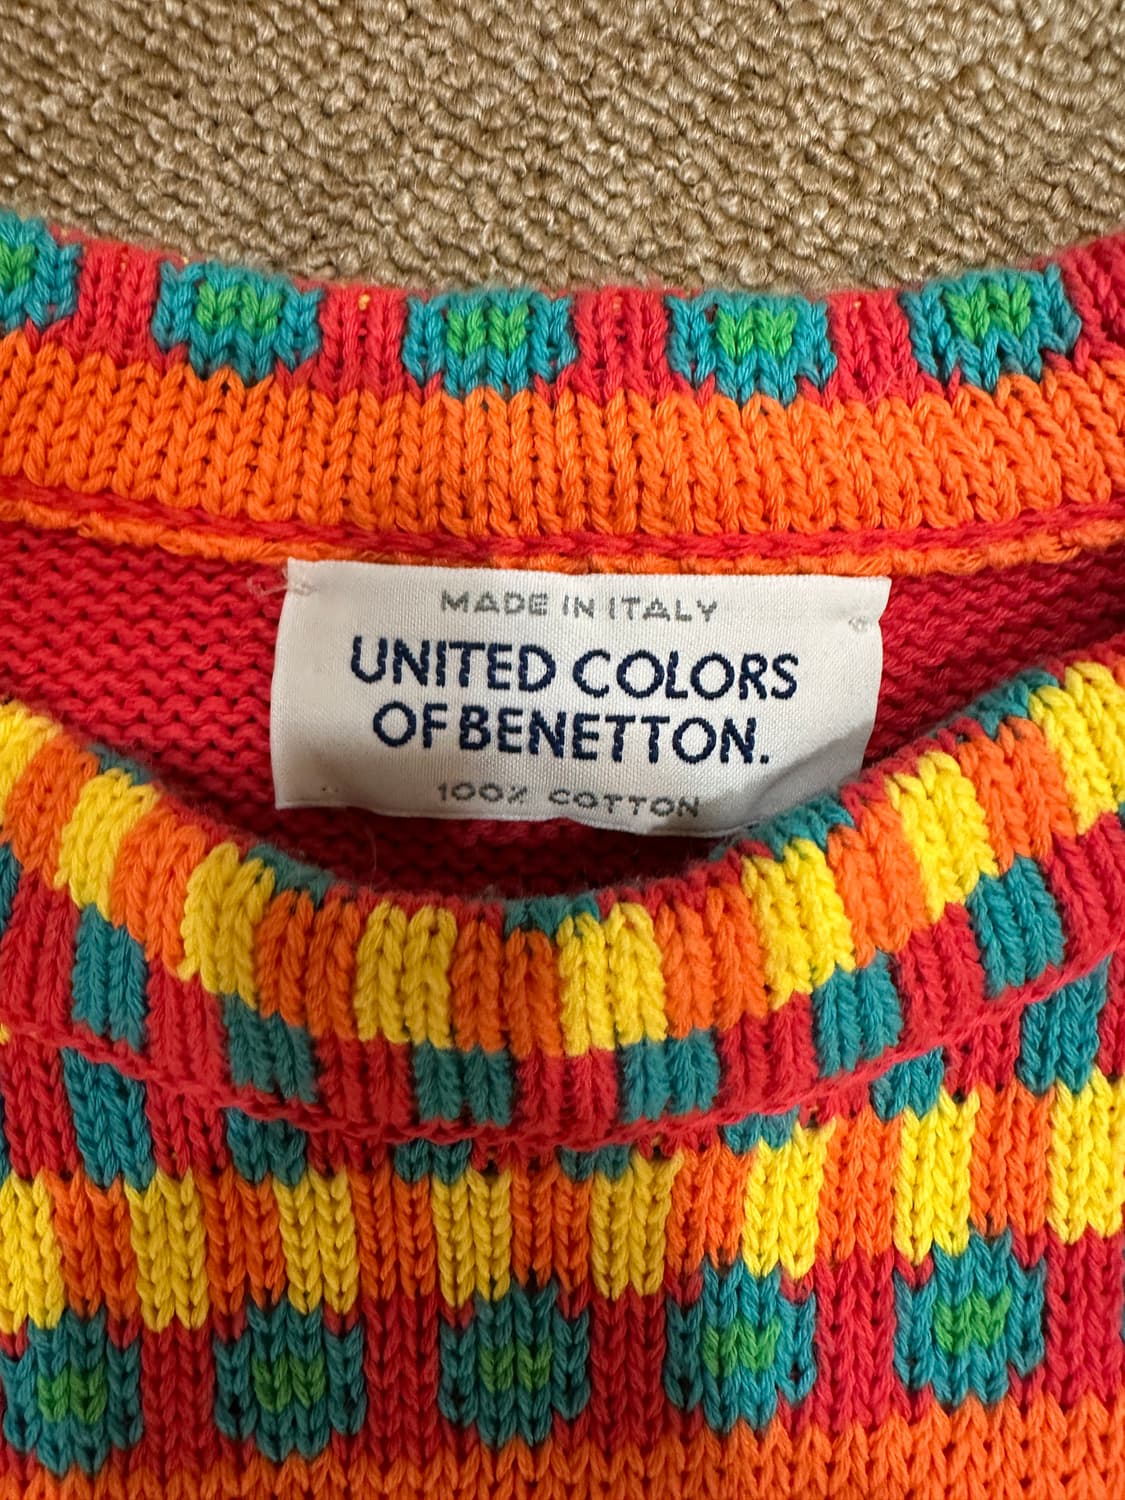 MADE IN ITALY
UNITED COLORS
OF BENETTON.
100% COTTON